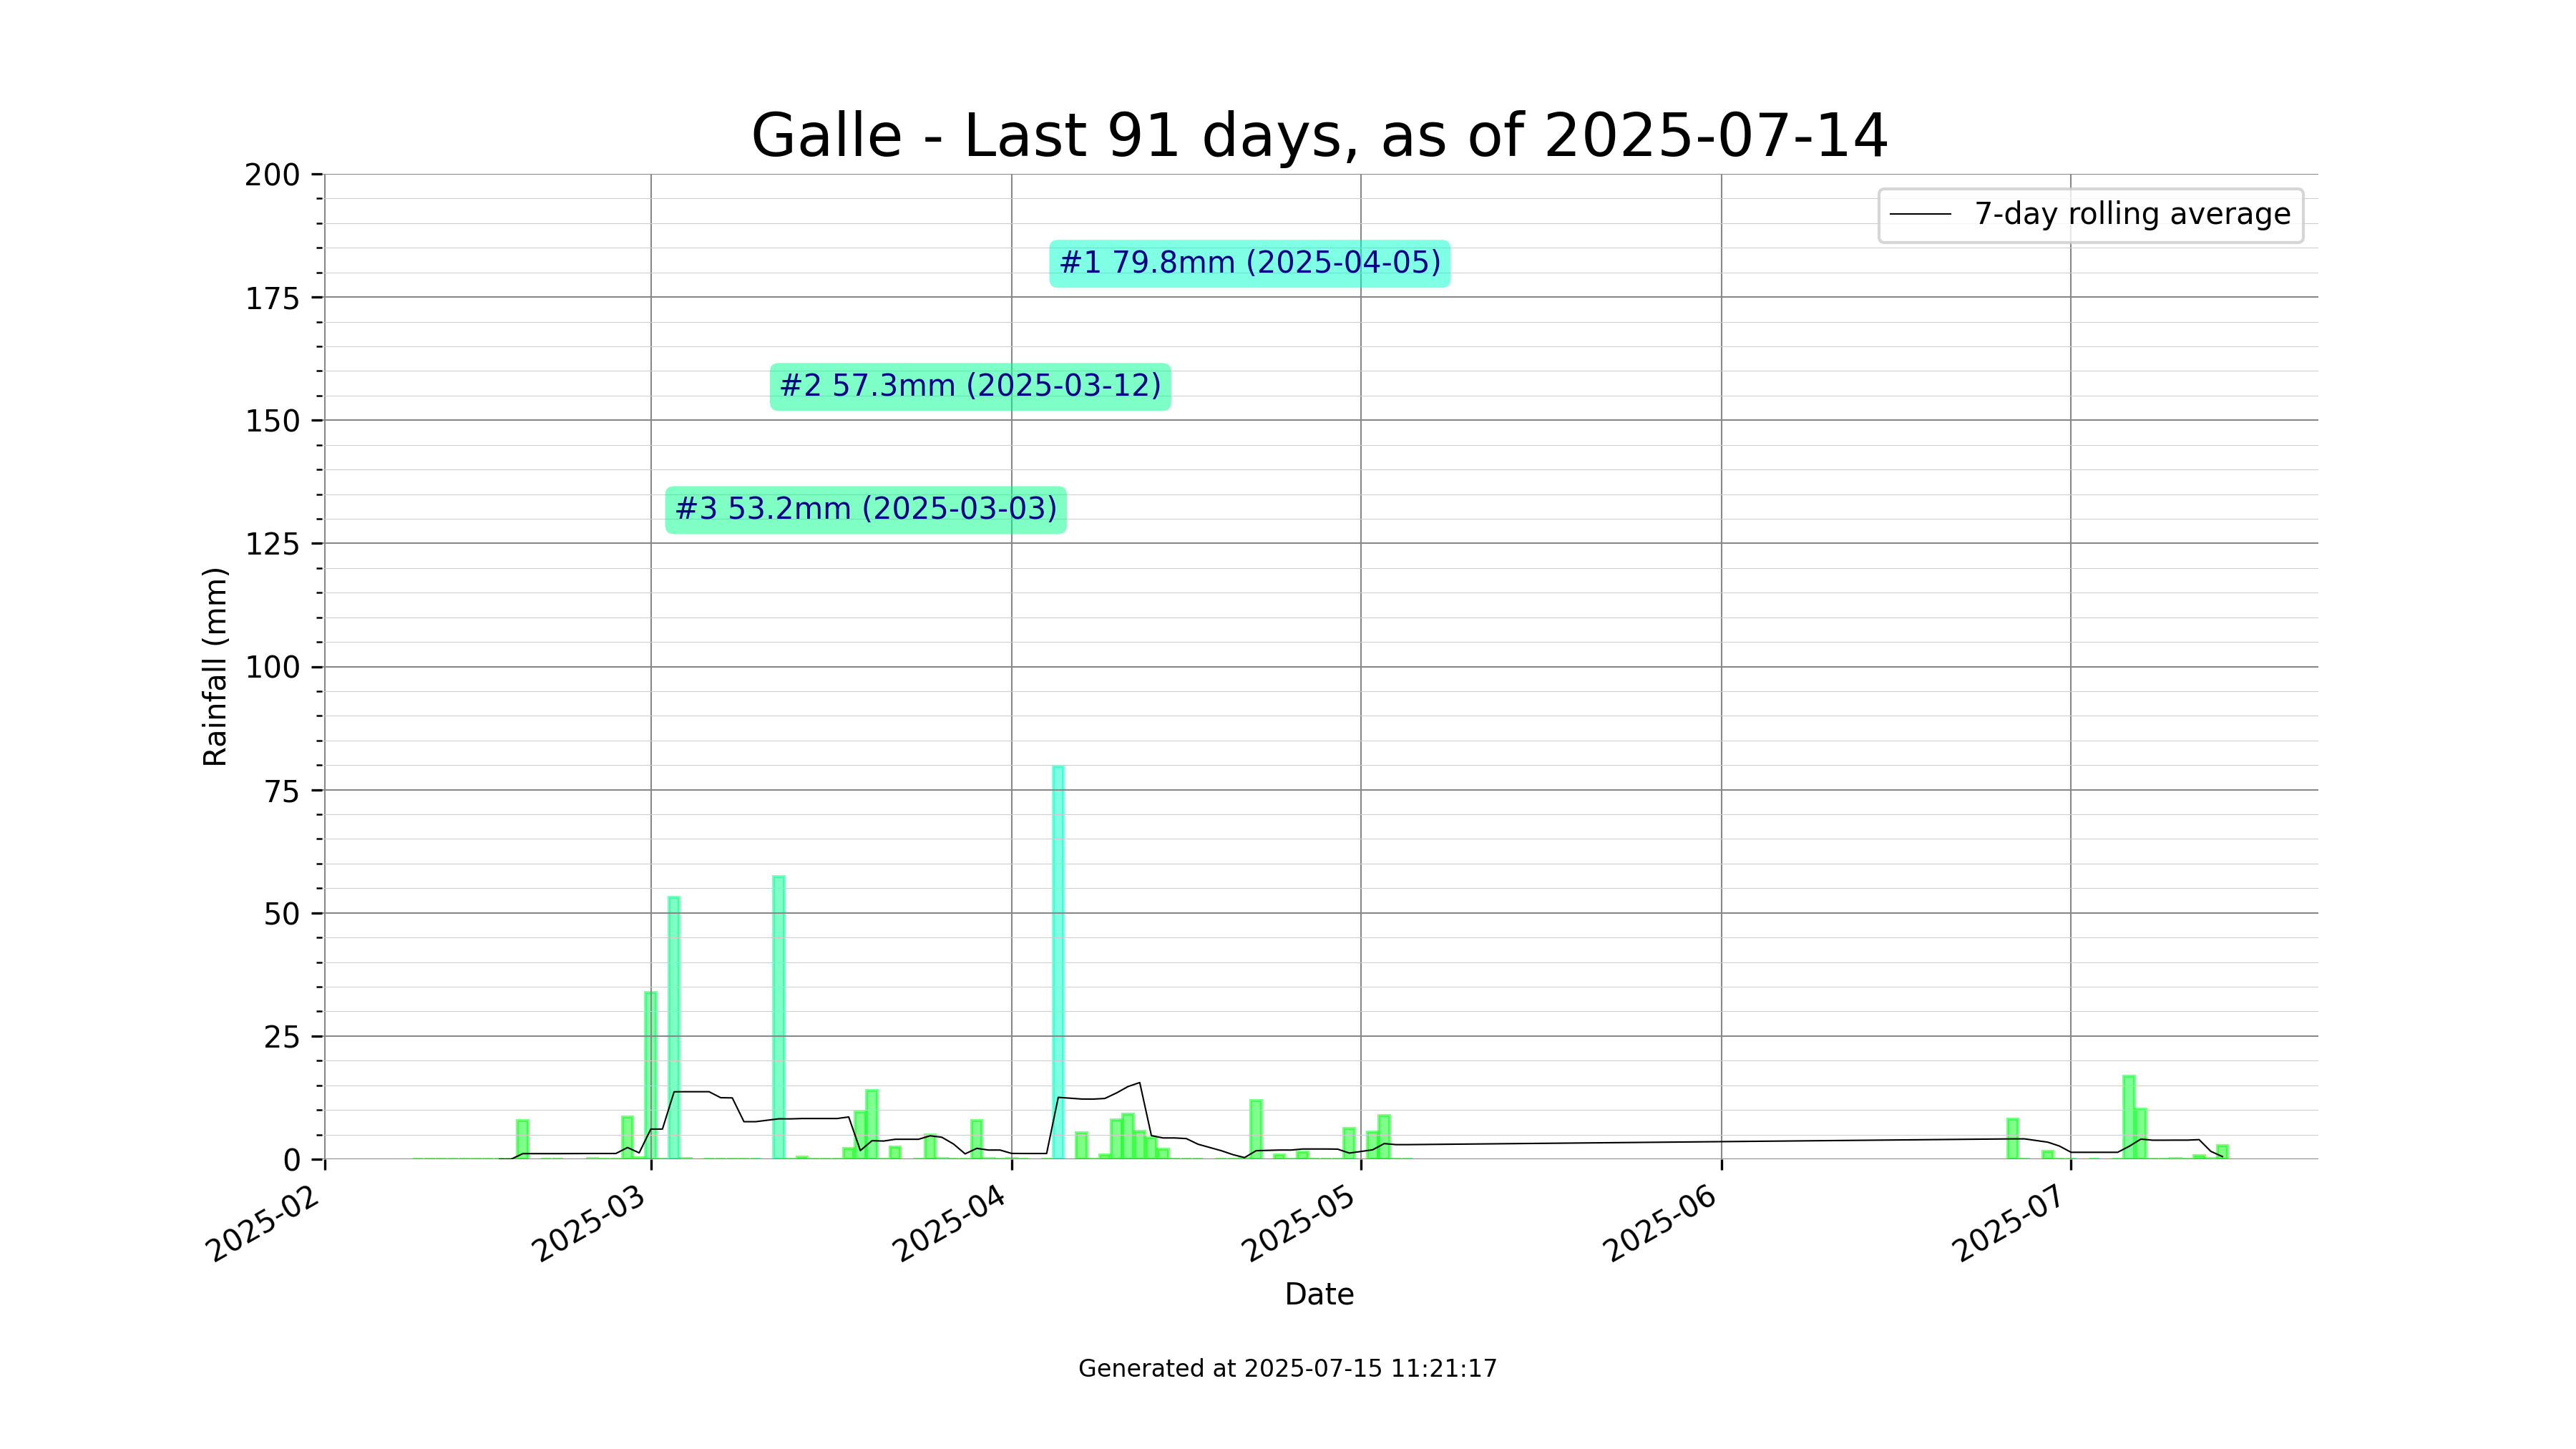 Galle - Last 91 days, as of 2025-07-14
200
175
150
125
100
75
50
25
0
Rainfall (mm)
7-day rolling average
#1 79.8mm (2025-04-05)
#2 57.3mm (2025-03-12)
#3 53.2mm (2025-03-03)
2025-02
2025-03
2025-04
2025-05
2025-06
2025-07
Date
Generated at 2025-07-15 11:21:17